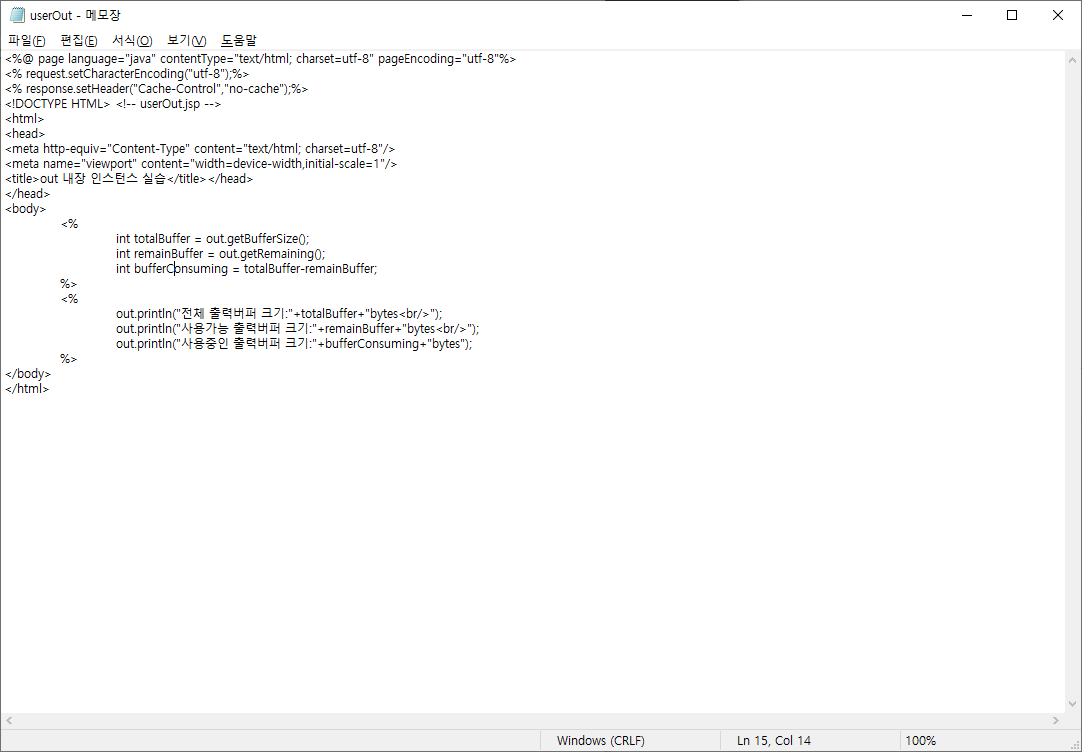 userOut - 메모장
파일(F) 편집(E) 서식(O) 보기(V) 도움말
<%@ page language="java" contentType="text/html; charset=utf-8" pageEncoding="utf-8"%>
<% request.setCharacterEncoding("utf-8");%>
<% response.setHeader("Cache-Control","no-cache");%>
<!DOCTYPE HTML> <!-- userOut.jsp -->
<html>
<head>
<meta http-equiv="Content-Type" content="text/html; charset=utf-8"/>
<meta name="viewport" content="width=device-width,initial-scale=1"/>
<title>out 내장 인스턴스 실습</title></head>
</head>
<body>
<%
int totalBuffer = out.getBufferSize();
int remainBuffer = out.getRemaining();
int bufferConsuming = totalBuffer-remainBuffer;
%>
<%
out.println("전체 출력버퍼 크기:"+totalBuffer+"bytes<br/>");
out.println("사용가능 출력버퍼 크기:"+remainBuffer+"bytes<br/>");
out.println("사용중인 출력버퍼 크기:"+bufferConsuming+"bytes");
%>
</body>
</html>
Windows (CRLF) Ln 15, Col 14 100%